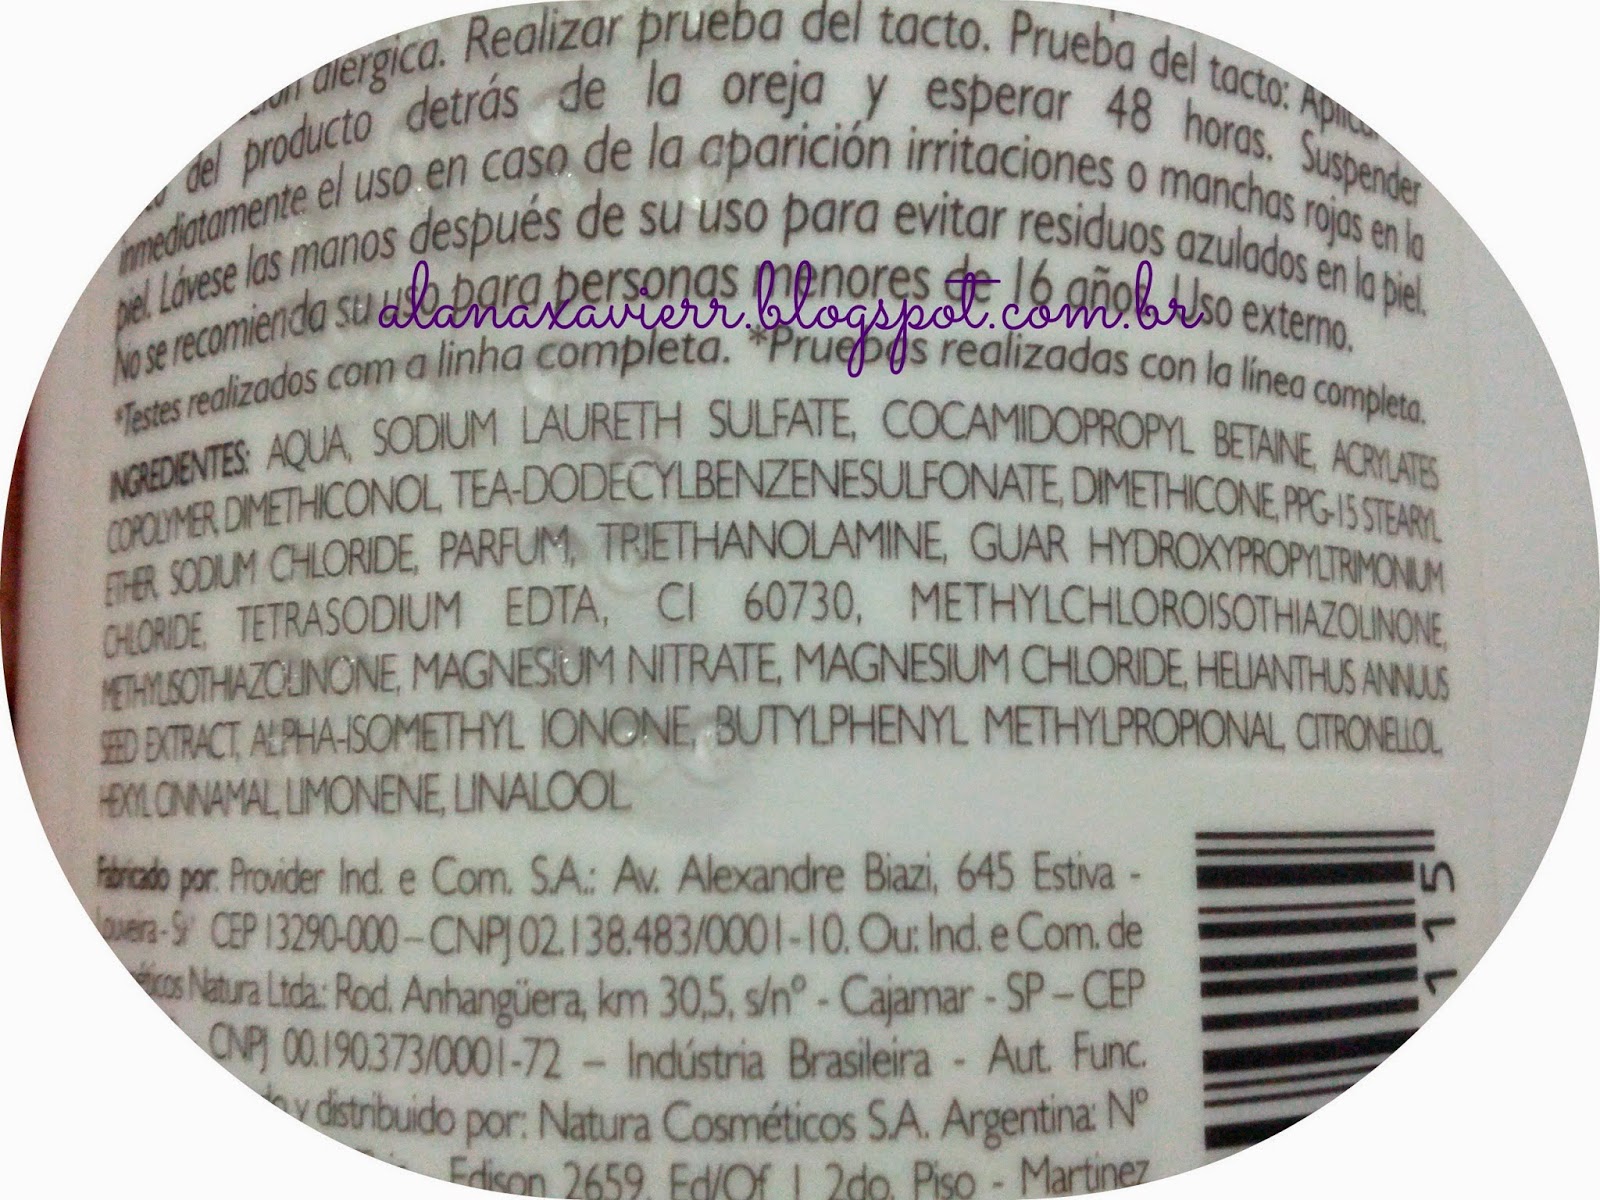 alérgica. Realizar prueba del tacto. Prueba del tacto: Aplicar
del producto detrás de la oreja y esperar 48 horas. Suspender
inmediatamente el uso en caso de la aparición irritaciones o manchas rojas en la
piel. Lávese las manos después de su uso para evitar residuos azulados en la piel.
No se recomienda su uso para personas menores de 16 años. Uso externo.
alanaxavierr.blogspot.com.br
*Testes realizados com a linha completa. *Pruebas realizadas con la línea completa.
INGREDIENTES: AQUA, SODIUM LAURETH SULFATE, COCAMIDOPROPYL BETAINE, ACRYLATES
COPOLYMER, DIMETHICONOL, TEA-DODECYLBENZENESULFONATE, DIMETHICONE, PPG-15 STEARYL
ETHER, SODIUM CHLORIDE, PARFUM, TRIETHANOLAMINE, GUAR HYDROXYPROPYLTRIMONIUM
CHLORIDE, TETRASODIUM EDTA, CI 60730, METHYLCHLOROISOTHIAZOLINONE,
METHYLISOTHIAZOLINONE, MAGNESIUM NITRATE, MAGNESIUM CHLORIDE, HELIANTHUS ANNUUS
SEED EXTRACT, ALPHA-ISOMETHYL IONONE, BUTYLPHENYL METHYLPROPIONAL, CITRONELLOL,
HEXYL CINNAMAL, LIMONENE, LINALOOL
Fabricado por: Provider Ind. e Com. S.A.: Av. Alexandre Biazi, 645 Estiva -
Louveira - SP CEP 13290-000 – CNPJ 02.138.483/0001-10. Ou: Ind. e Com. de
Natura Ltda.: Rod. Anhangüera, km 30,5, s/nº - Cajamar - SP – CEP
CNPJ 00.190.373/0001-72 – Indústria Brasileira - Aut. Func.
y distribuido por: Natura Cosméticos S.A. Argentina: Nº
Edison 2659, Ed/Of 1 2do. Piso - Martinez
115